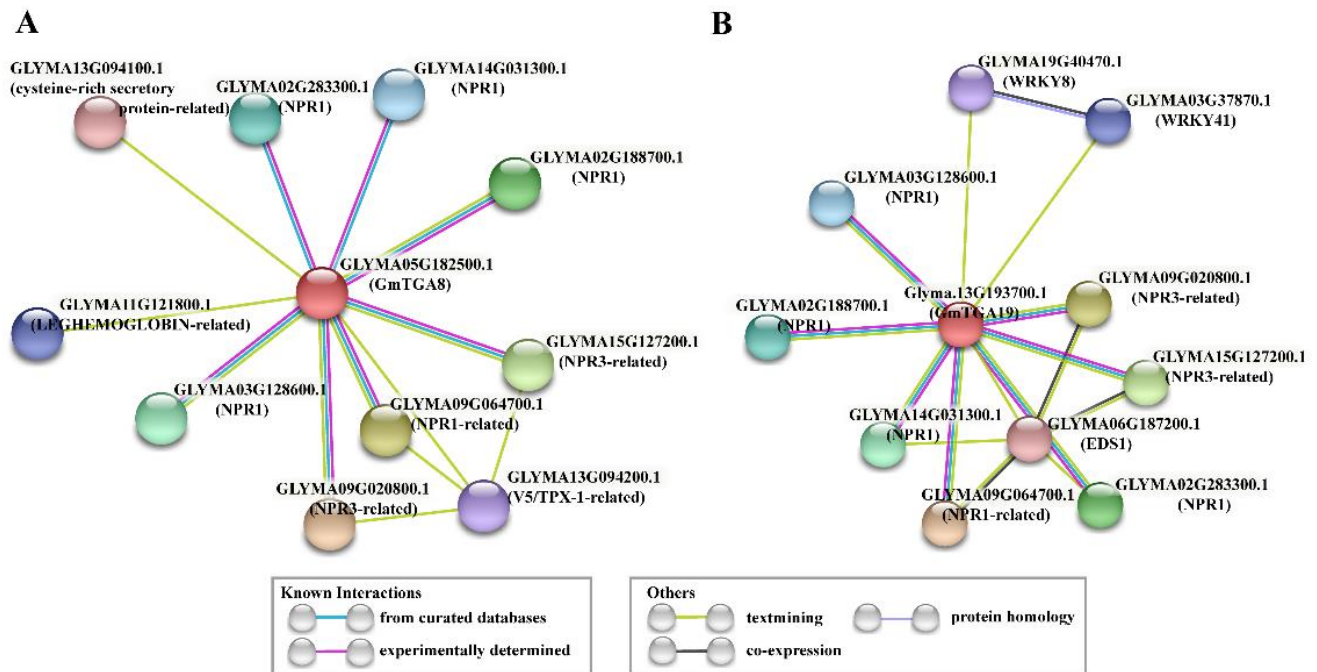 A
GLYMA13G094100.1
(cysteine-rich secretory
protein-related)
GLYMA02G283300.1
(NPR1)
GLYMA14G031300.1
(NPR1)
GLYMA02G188700.1
(NPR1)
GLYMA05G182500.1
(GmTGA8)
GLYMA11G121800.1
(LEGHEMOGLOBIN-related)
GLYMA15G127200.1
(NPR3-related)
GLYMA03G128600.1
(NPR1)
GLYMA09G064700.1
(NPR1-related)
GLYMA13G094200.1
(V5/TPX-1-related)
GLYMA09G020800.1
(NPR3-related)
B
GLYMA19G40470.1
(WRKY8)
GLYMA03G37870.1
(WRKY41)
GLYMA03G128600.1
(NPR1)
GLYMA09G020800.1
(NPR3-related)
Glyma.13G193700.1
(GmTGA19)
GLYMA02G188700.1
(NPR1)
GLYMA15G127200.1
(NPR3-related)
GLYMA14G031300.1
(NPR1)
GLYMA06G187200.1
(EDS1)
GLYMA09G064700.1
(NPR1-related)
GLYMA02G283300.1
(NPR1)
Known Interactions
from curated databases
experimentally determined
Others
textmining
protein homology
co-expression